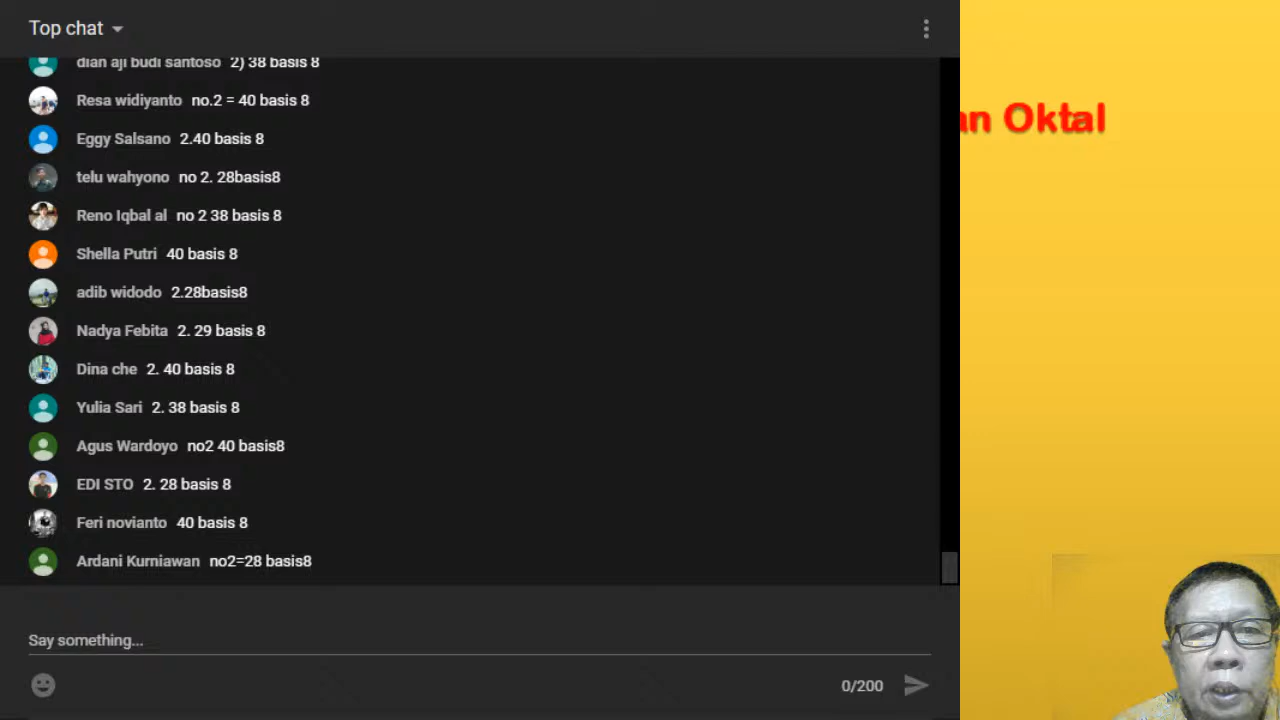 Top chat
dian aji budi santoso 2) 38 basis 8
Resa widiyanto no.2 = 40 basis 8
Eggy Salsano 2.40 basis 8
telu wahyono no 2. 28basis8
Reno Iqbal al no 2 38 basis 8
Shella Putri 40 basis 8
adib widodo 2.28basis8
Nadya Febita 2. 29 basis 8
Dina che 2. 40 basis 8
Yulia Sari 2. 38 basis 8
Agus Wardoyo no2 40 basis8
EDI STO 2. 28 basis 8
Feri novianto 40 basis 8
Ardani Kurniawan no2=28 basis8
Say something...
0/200
an Oktal